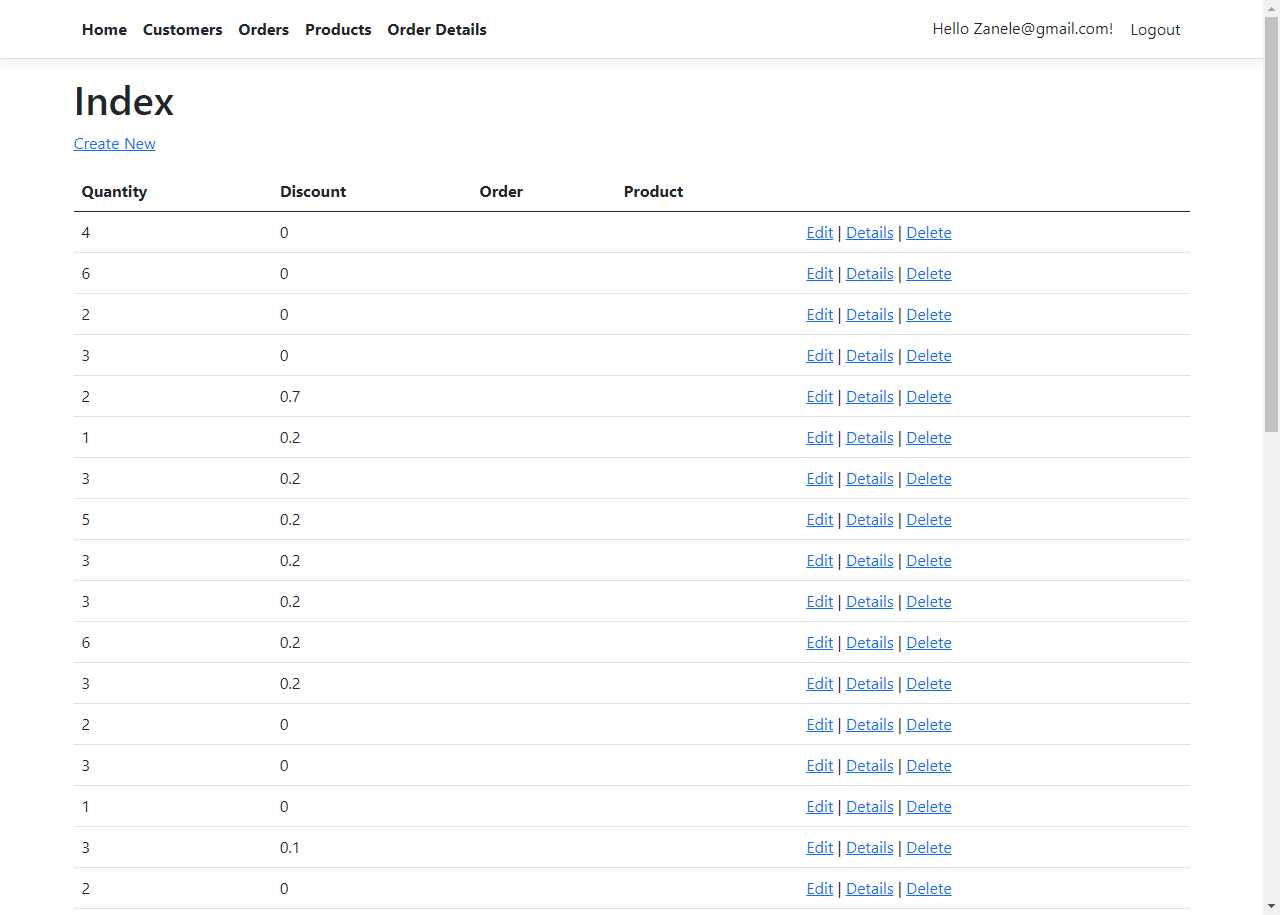 Home Customers Orders Products Order Details Hello Zanele@gmail.com! Logout
Index
Create New
Quantity Discount Order Product
4 0 Edit | Details | Delete
6 0 Edit | Details | Delete
2 0 Edit | Details | Delete
3 0 Edit | Details | Delete
2 0.7 Edit | Details | Delete
1 0.2 Edit | Details | Delete
3 0.2 Edit | Details | Delete
5 0.2 Edit | Details | Delete
3 0.2 Edit | Details | Delete
3 0.2 Edit | Details | Delete
6 0.2 Edit | Details | Delete
3 0.2 Edit | Details | Delete
2 0 Edit | Details | Delete
3 0 Edit | Details | Delete
1 0 Edit | Details | Delete
3 0.1 Edit | Details | Delete
2 0 Edit | Details | Delete